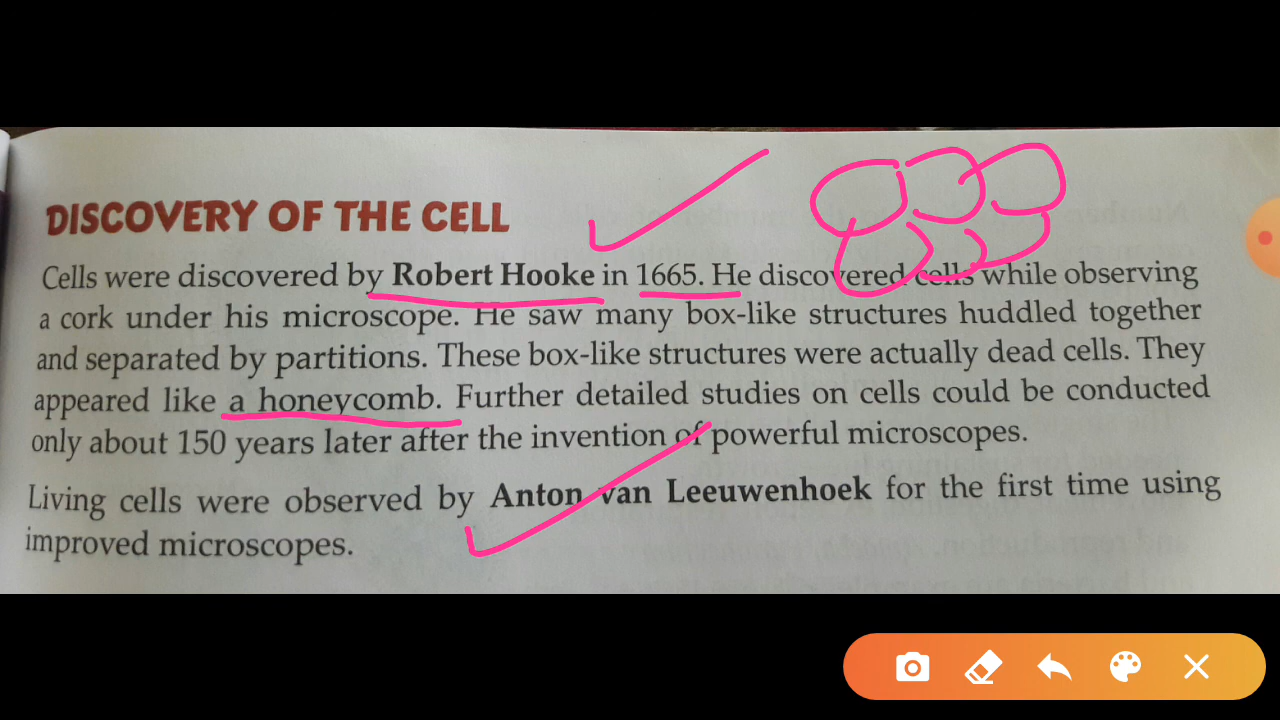 DISCOVERY OF THE CELL
Cells were discovered by Robert Hooke in 1665. He discovered cells while observing
a cork under his microscope. He saw many box-like structures huddled together
and separated by partitions. These box-like structures were actually dead cells. They
appeared like a honeycomb. Further detailed studies on cells could be conducted
only about 150 years later after the invention of powerful microscopes.
Living cells were observed by Anton van Leeuwenhoek for the first time using
improved microscopes.